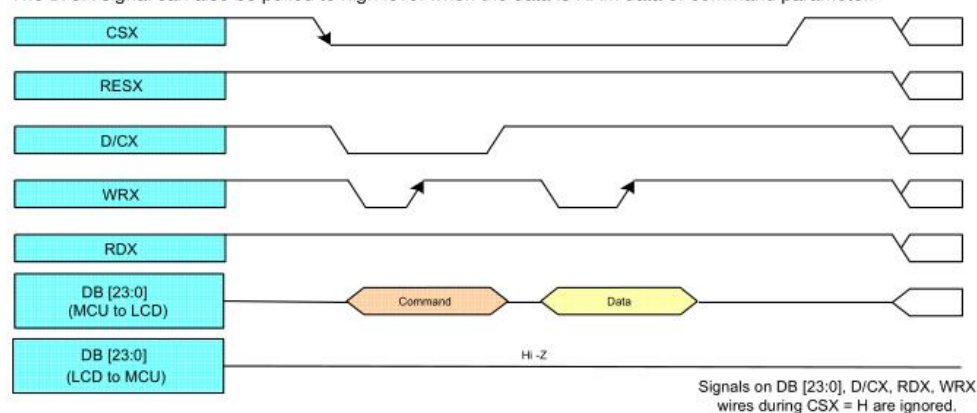 CSX
RESX
D/CX
WRX
RDX
DB [23:0]
(MCU to LCD)
Command
Data
DB [23:0]
(LCD to MCU)
Hi -Z
Signals on DB [23:0], D/CX, RDX, WRX
wires during CSX = H are ignored.